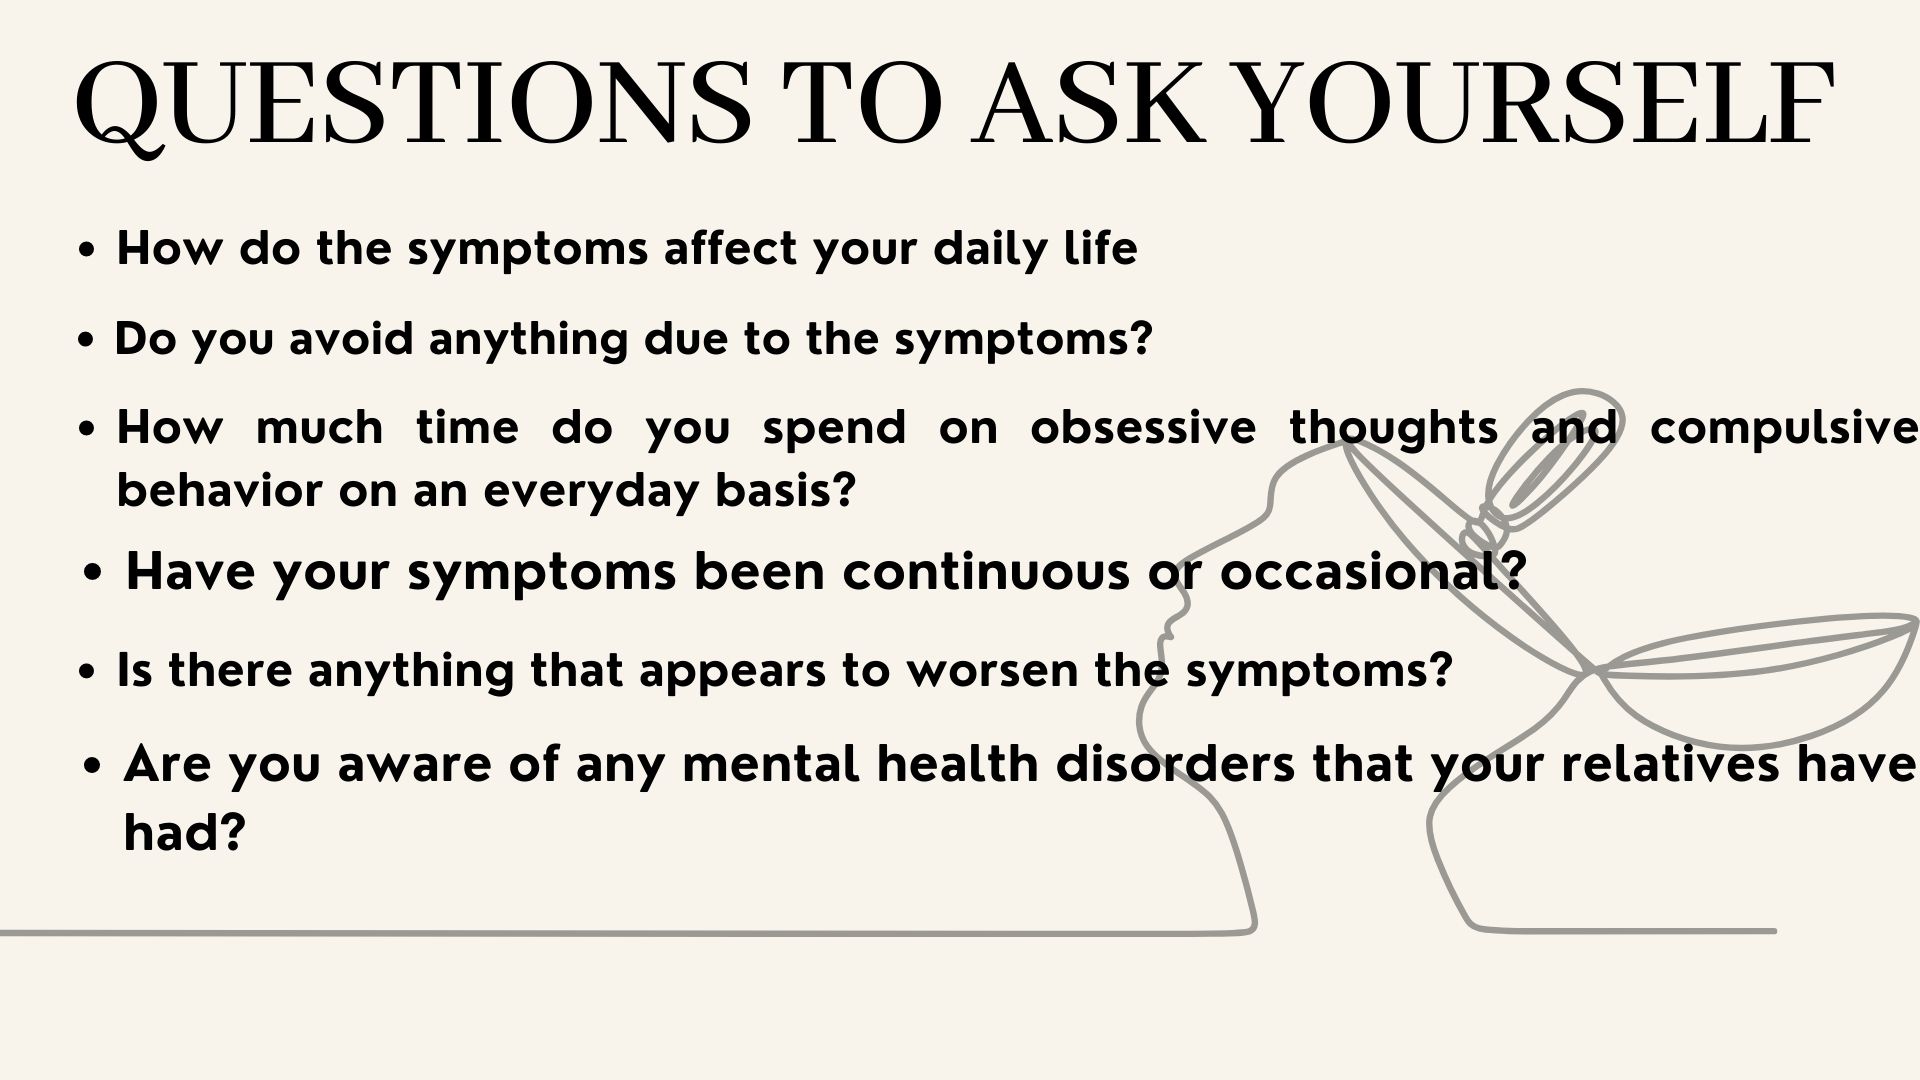 QUESTIONS TO ASK YOURSELF
• How do the symptoms affect your daily life
• Do you avoid anything due to the symptoms?
• How much time do you spend on obsessive thoughts and compulsive
behavior on an everyday basis?
• Have your symptoms been continuous or occasional?
• Is there anything that appears to worsen the symptoms?
• Are you aware of any mental health disorders that your relatives have
had?